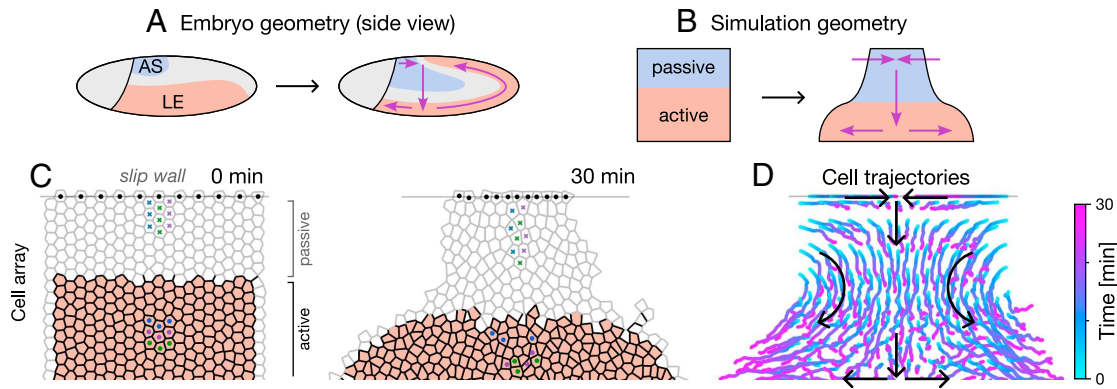 A Embryo geometry (side view)
AS
LE
B Simulation geometry
passive
active
C slip wall 0 min
30 min
Cell array
passive
active
D Cell trajectories
30
Time [min]
0